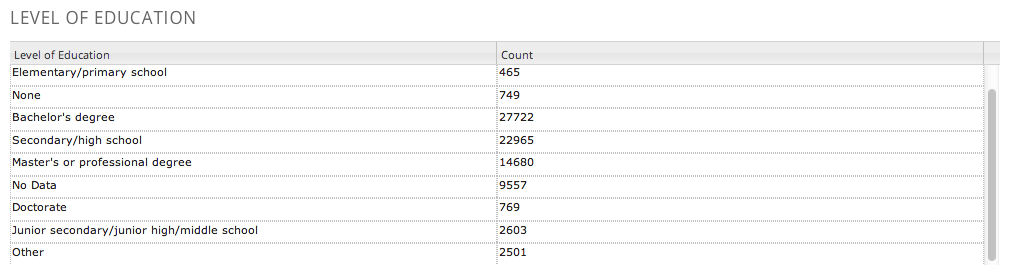 LEVEL OF EDUCATION
Level of Education Count
Elementary/primary school 465
None 749
Bachelor's degree 27722
Secondary/high school 22965
Master's or professional degree 14680
No Data 9557
Doctorate 769
Junior secondary/junior high/middle school 2603
Other 2501